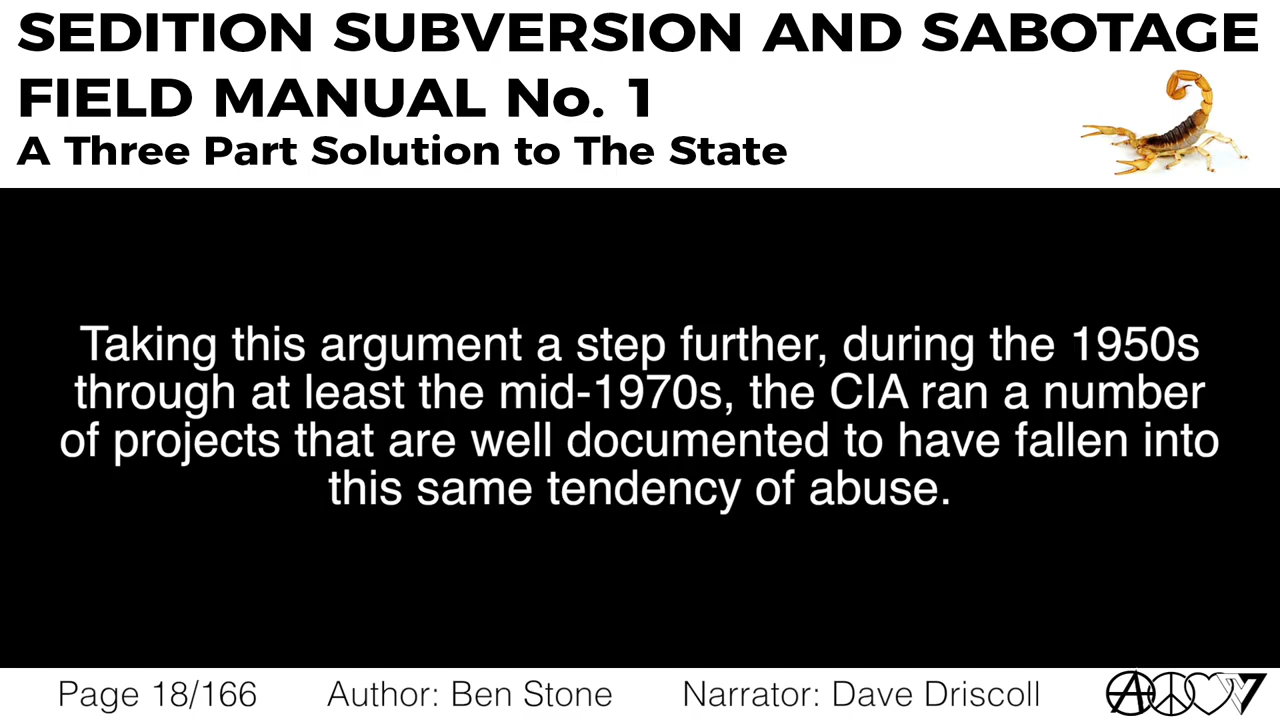 SEDITION SUBVERSION AND SABOTAGE
FIELD MANUAL No. 1
A Three Part Solution to The State
Taking this argument a step further, during the 1950s
through at least the mid-1970s, the CIA ran a number
of projects that are well documented to have fallen into
this same tendency of abuse.
Page 18/166 Author: Ben Stone Narrator: Dave Driscoll